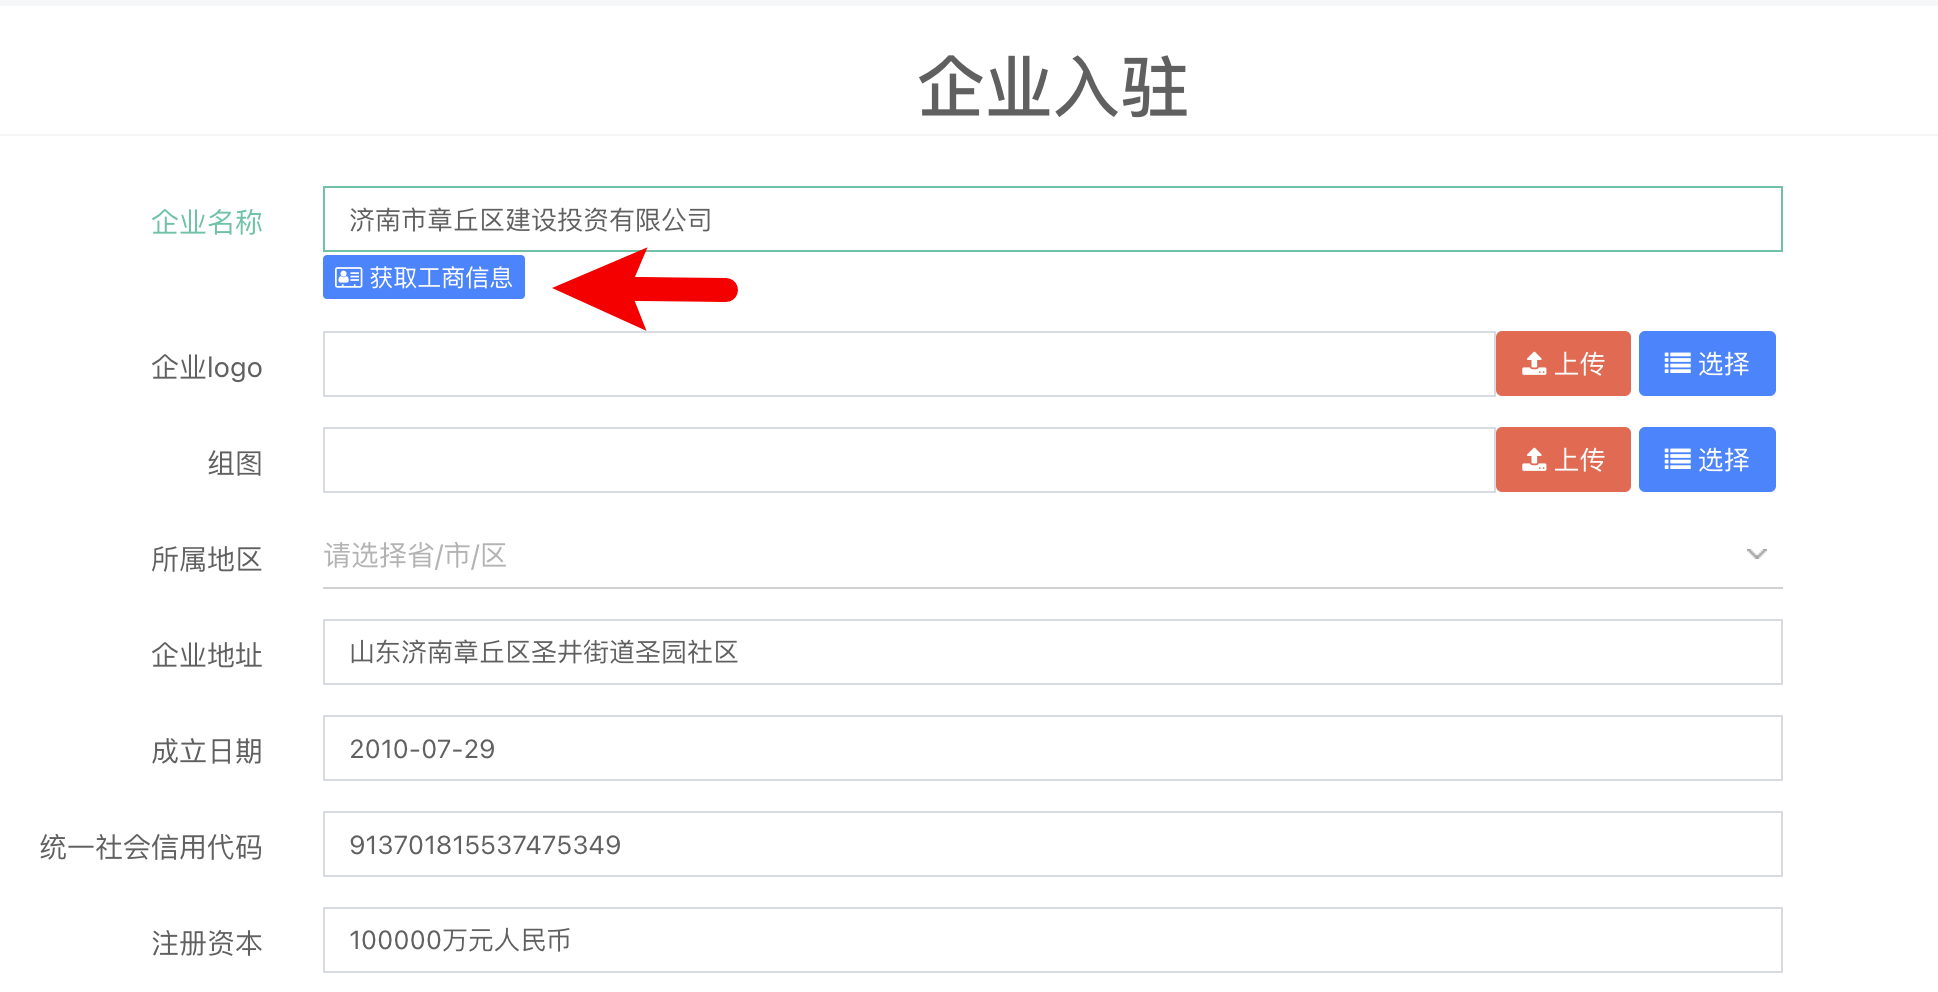 企业入驻
企业名称 济南市章丘区建设投资有限公司
获取工商信息
企业logo 上传 选择
组图 上传 选择
所属地区 请选择省/市/区
企业地址 山东济南章丘区圣井街道圣园社区
成立日期 2010-07-29
统一社会信用代码 913701815537475349
注册资本 100000万元人民币